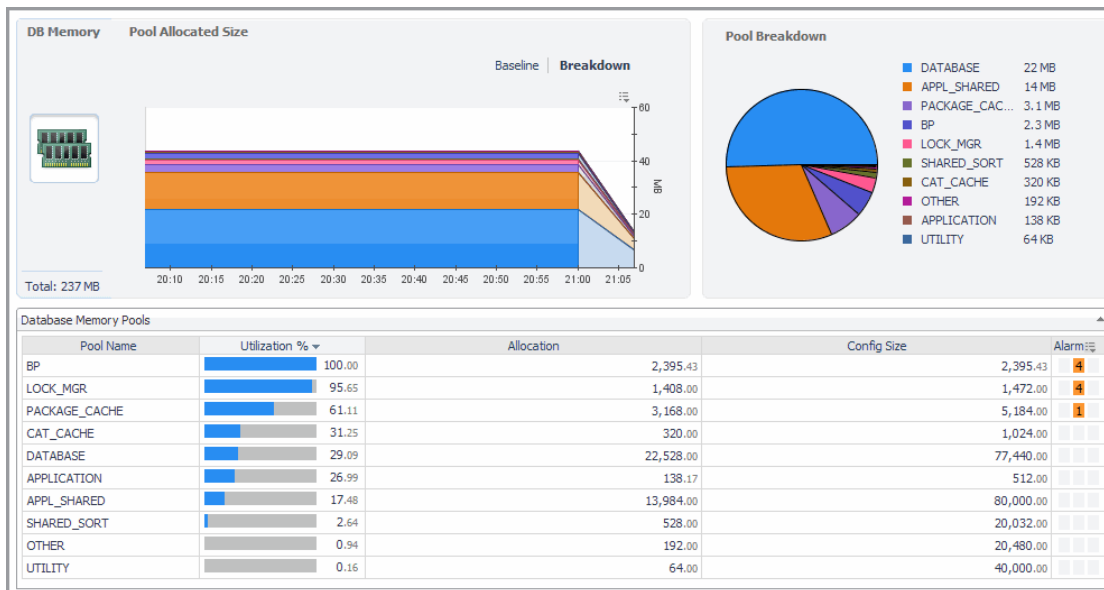 DB Memory
Pool Allocated Size
Baseline | Breakdown
60
40
20
0
MB
20:10 20:15 20:20 20:25 20:30 20:35 20:40 20:45 20:50 20:55 21:00 21:05
Total: 237 MB
Pool Breakdown
DATABASE 22 MB
APPL_SHARED 14 MB
PACKAGE_CAC... 3.1 MB
BP 2.3 MB
LOCK_MGR 1.4 MB
SHARED_SORT 528 KB
CAT_CACHE 320 KB
OTHER 192 KB
APPLICATION 138 KB
UTILITY 64 KB
Database Memory Pools
Pool Name Utilization % Allocation Config Size Alarm
BP 100.00 2,395.43 2,395.43 4
LOCK_MGR 95.65 1,408.00 1,472.00 4
PACKAGE_CACHE 61.11 3,168.00 5,184.00 1
CAT_CACHE 31.25 320.00 1,024.00
DATABASE 29.09 22,528.00 77,440.00
APPLICATION 26.99 138.17 512.00
APPL_SHARED 17.48 13,984.00 80,000.00
SHARED_SORT 2.64 528.00 20,032.00
OTHER 0.94 192.00 20,480.00
UTILITY 0.16 64.00 40,000.00